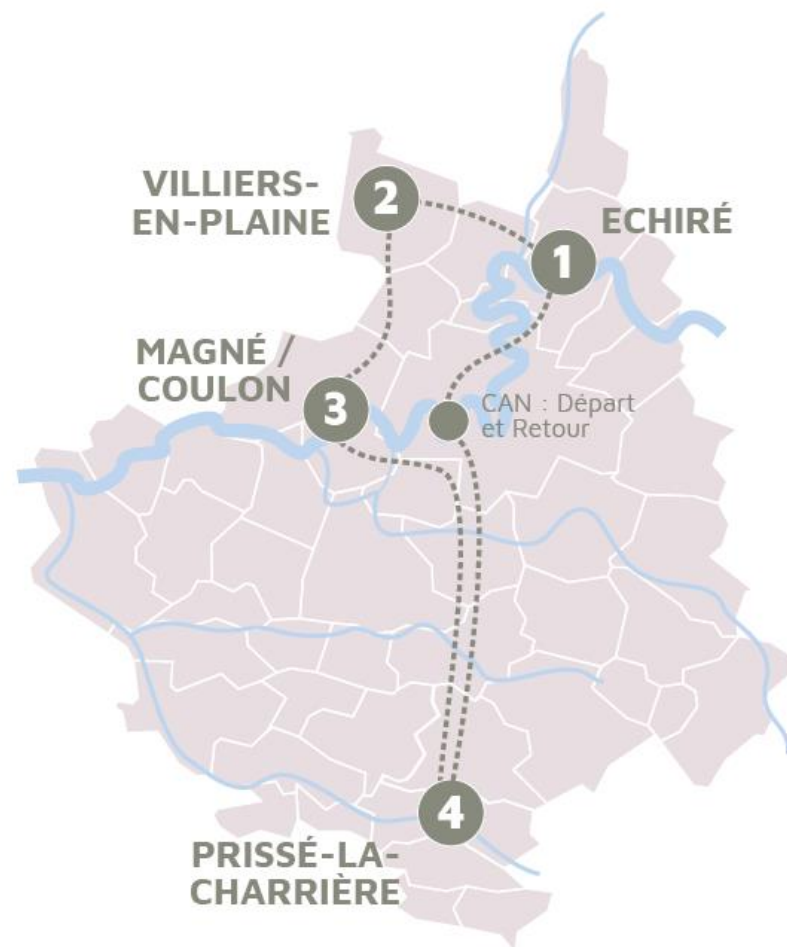 VILLIERS-
EN-PLAINE
2
ECHIRÉ
1
MAGNÉ /
COULON
3
CAN : Départ
et Retour
4
PRISSÉ-LA-
CHARRIÈRE